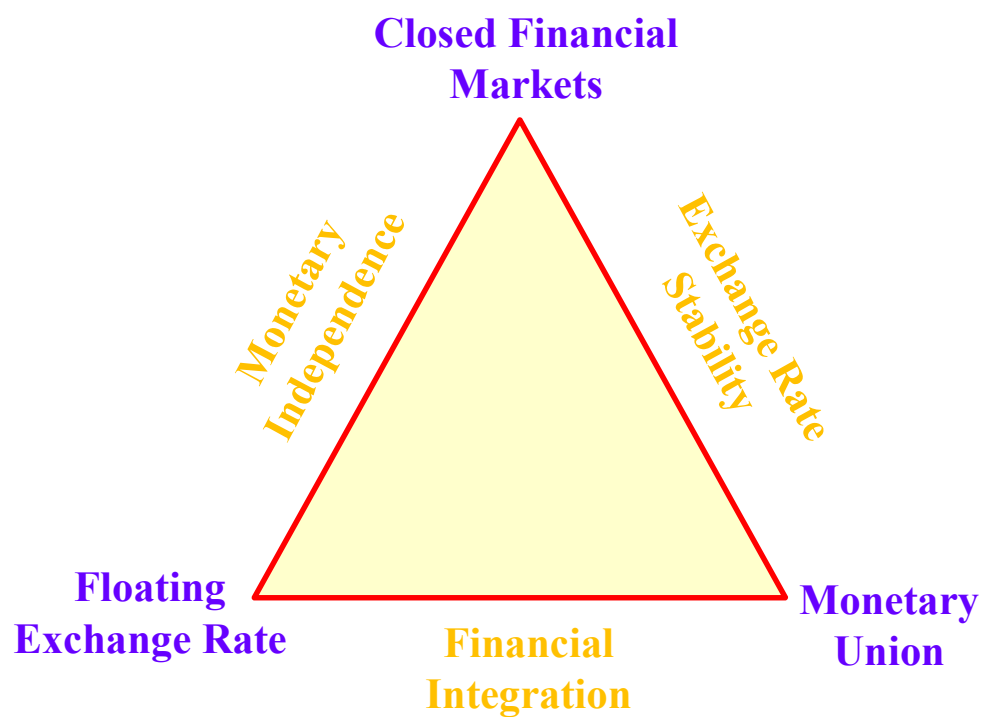 Closed Financial
Markets
Monetary
Independence
Exchange Rate
Stability
Floating
Exchange Rate
Financial
Integration
Monetary
Union